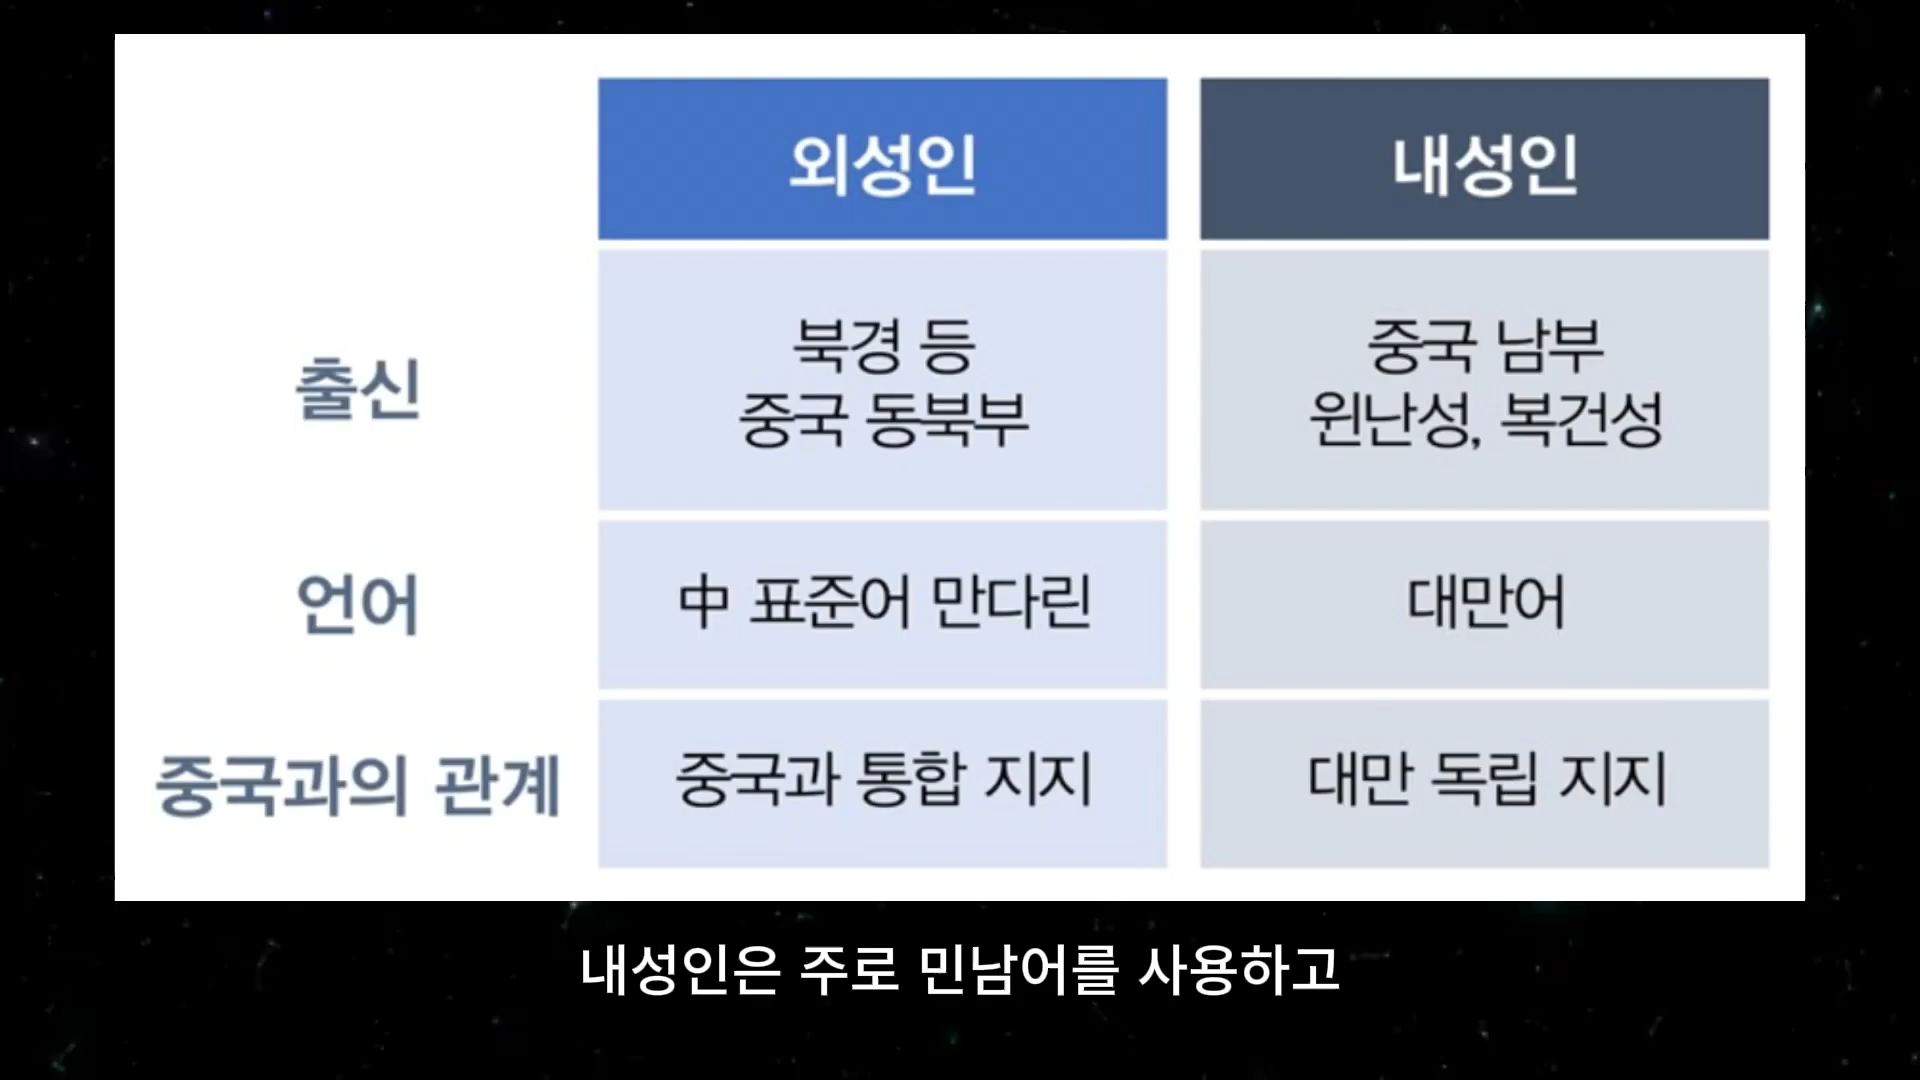 외성인 내성인
출신
북경 등
중국 동북부
중국 남부
윈난성, 복건성
언어
中 표준어 만다린
대만어
중국과의 관계
중국과 통합 지지
대만 독립 지지
내성인은 주로 민남어를 사용하고